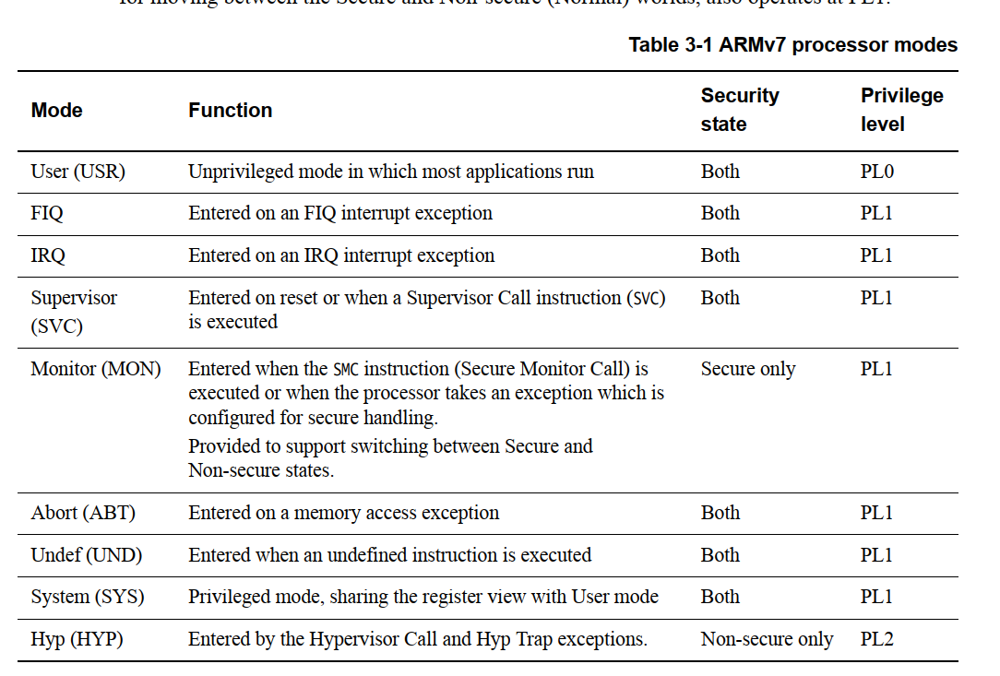 for moving between the Secure and Non-secure (Normal) worlds, also operates at PL1.
Table 3-1 ARMv7 processor modes
Mode Function Security state Privilege level
User (USR) Unprivileged mode in which most applications run Both PL0
FIQ Entered on an FIQ interrupt exception Both PL1
IRQ Entered on an IRQ interrupt exception Both PL1
Supervisor (SVC) Entered on reset or when a Supervisor Call instruction (SVC) Both PL1
is executed
Monitor (MON) Entered when the SMC instruction (Secure Monitor Call) is Secure only PL1
executed or when the processor takes an exception which is
configured for secure handling.
Provided to support switching between Secure and
Non-secure states.
Abort (ABT) Entered on a memory access exception Both PL1
Undef (UND) Entered when an undefined instruction is executed Both PL1
System (SYS) Privileged mode, sharing the register view with User mode Both PL1
Hyp (HYP) Entered by the Hypervisor Call and Hyp Trap exceptions. Non-secure only PL2